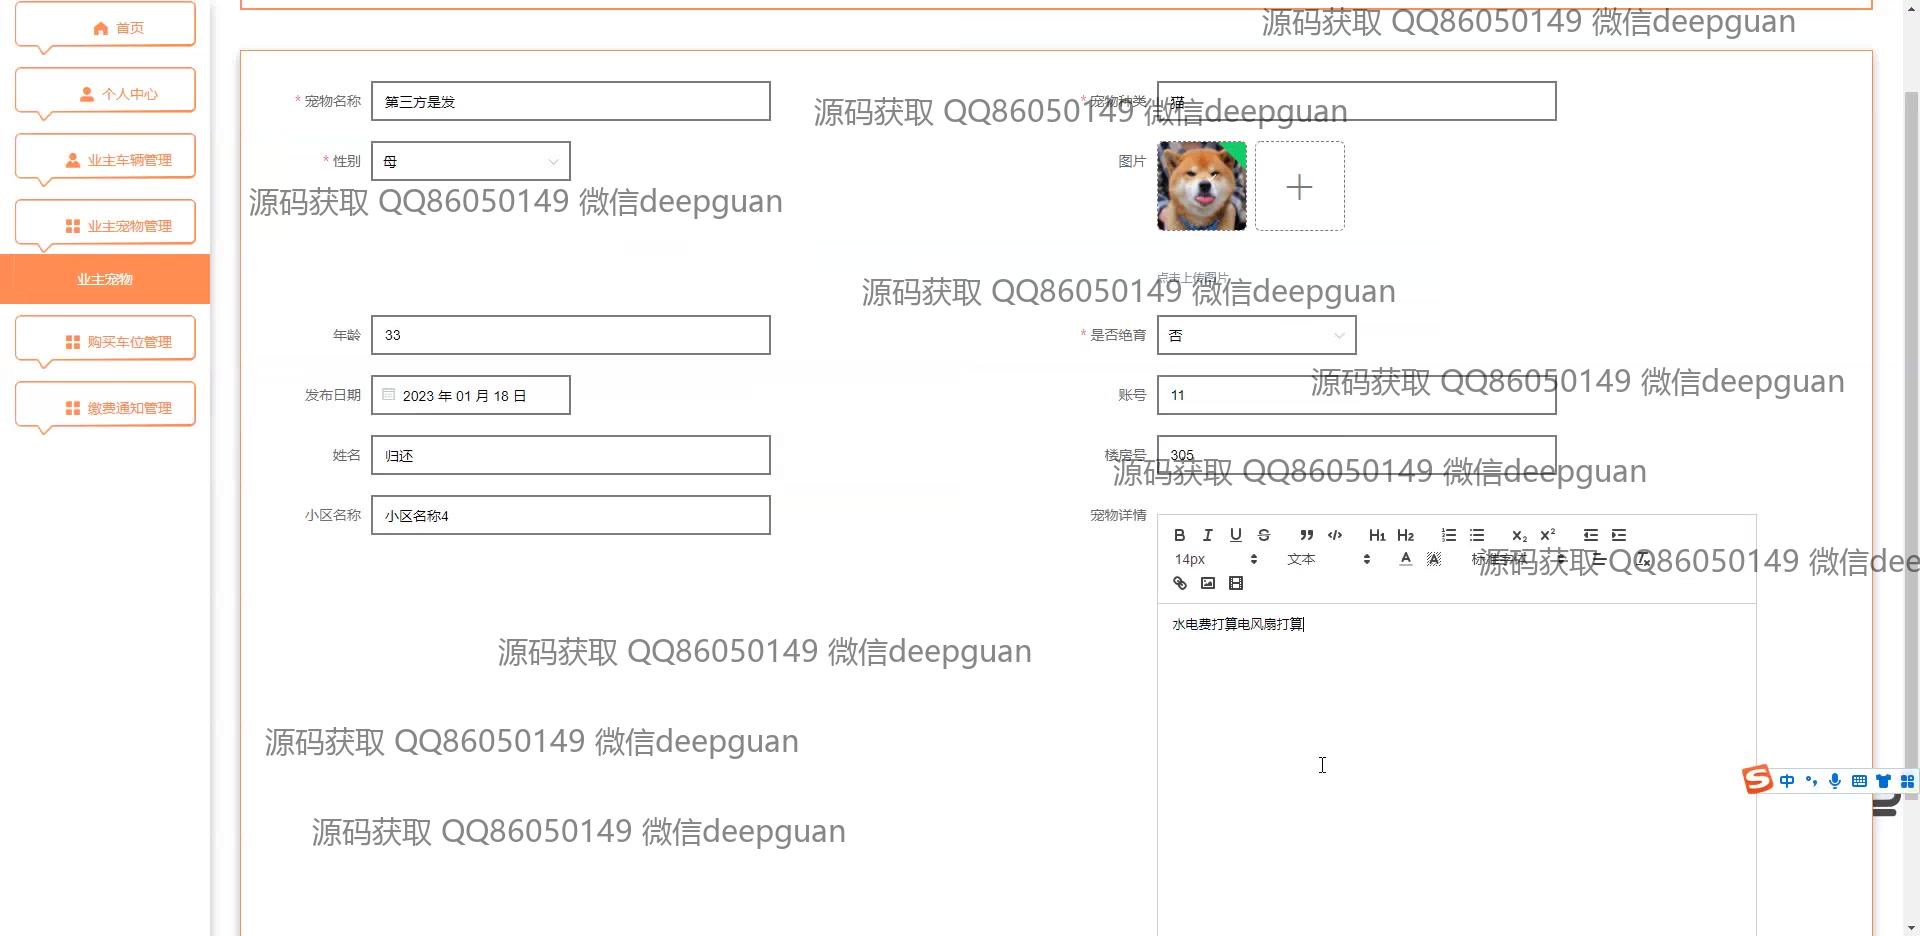 首页
个人中心
业主车辆管理
业主宠物管理
业主宠物
购买车位管理
缴费通知管理
源码获取 QQ86050149 微信deepguan
* 宠物名称 第三方是发
* 宠物种类 猫
源码获取 QQ86050149 微信deepguan
* 性别 母
图片
源码获取 QQ86050149 微信deepguan
点击上传图片
源码获取 QQ86050149 微信deepguan
年龄 33
* 是否绝育 否
源码获取 QQ86050149 微信deepguan
发布日期 2023 年 01 月 18 日
账号 11
姓名 归还
楼房号 305
源码获取 QQ86050149 微信deepguan
小区名称 小区名称4
宠物详情
B I U S H1 H2 X2 X2
14px 文本 A A 标准字体
源码获取 QQ86050149 微信dee
水电费打算电风扇打算
源码获取 QQ86050149 微信deepguan
源码获取 QQ86050149 微信deepguan
中
源码获取 QQ86050149 微信deepguan